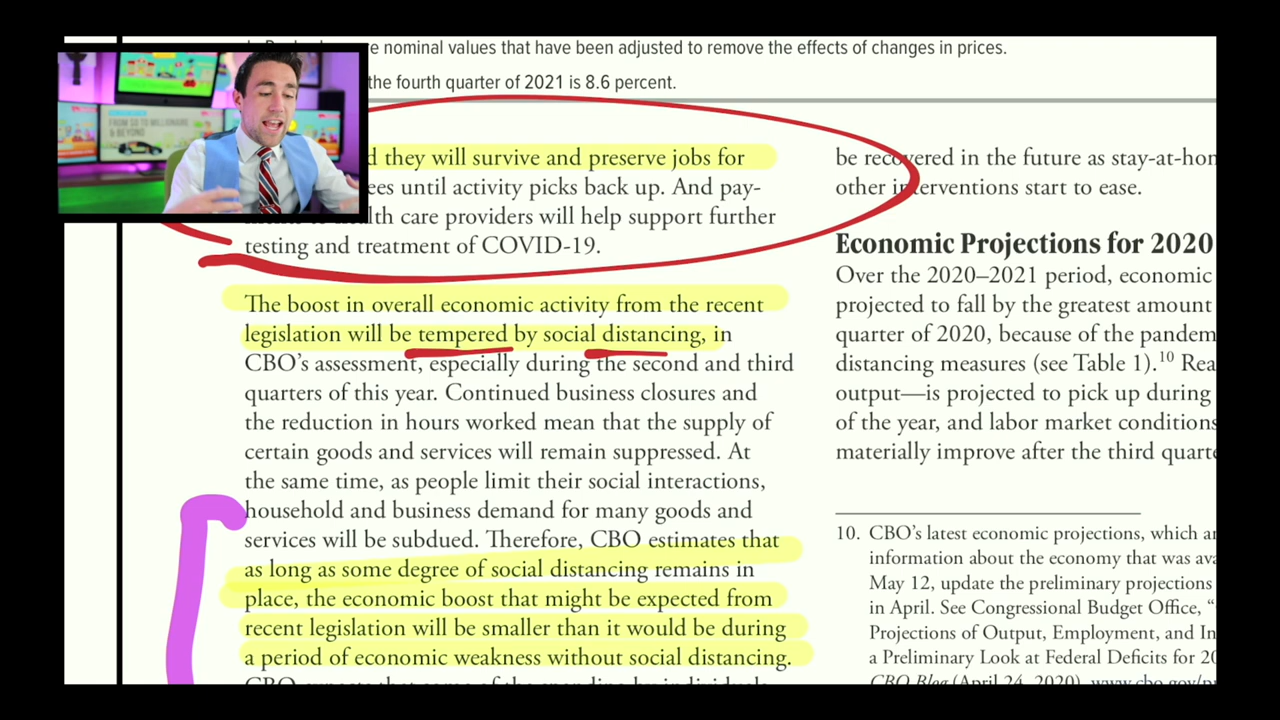 e nominal values that have been adjusted to remove the effects of changes in prices.
the fourth quarter of 2021 is 8.6 percent.
FROM $0 TO MILLIONAIRE
& BEYOND
d they will survive and preserve jobs for
ees until activity picks back up. And pay-
lth care providers will help support further
testing and treatment of COVID-19.
The boost in overall economic activity from the recent
legislation will be tempered by social distancing, in
CBO’s assessment, especially during the second and third
quarters of this year. Continued business closures and
the reduction in hours worked mean that the supply of
certain goods and services will remain suppressed. At
the same time, as people limit their social interactions,
household and business demand for many goods and
services will be subdued. Therefore, CBO estimates that
as long as some degree of social distancing remains in
place, the economic boost that might be expected from
recent legislation will be smaller than it would be during
a period of economic weakness without social distancing.
be recovered in the future as stay-at-hom
other interventions start to ease.
Economic Projections for 2020
Over the 2020–2021 period, economic
projected to fall by the greatest amount
quarter of 2020, because of the pandem
distancing measures (see Table 1).10 Rea
output—is projected to pick up during
of the year, and labor market conditions
materially improve after the third quarte
10. CBO’s latest economic projections, which ar
information about the economy that was ava
May 12, update the preliminary projections
in April. See Congressional Budget Office, “
Projections of Output, Employment, and In
a Preliminary Look at Federal Deficits for 20
CBO Blog (April 24, 2020), www.cbo.gov/p